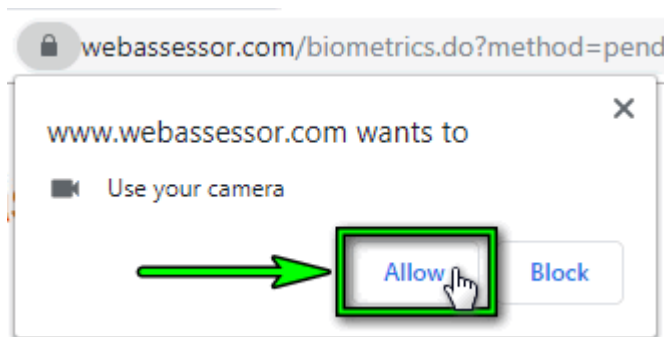 webassessor.com/biometrics.do?method=pend
www.webassessor.com wants to
Use your camera
Allow
Block